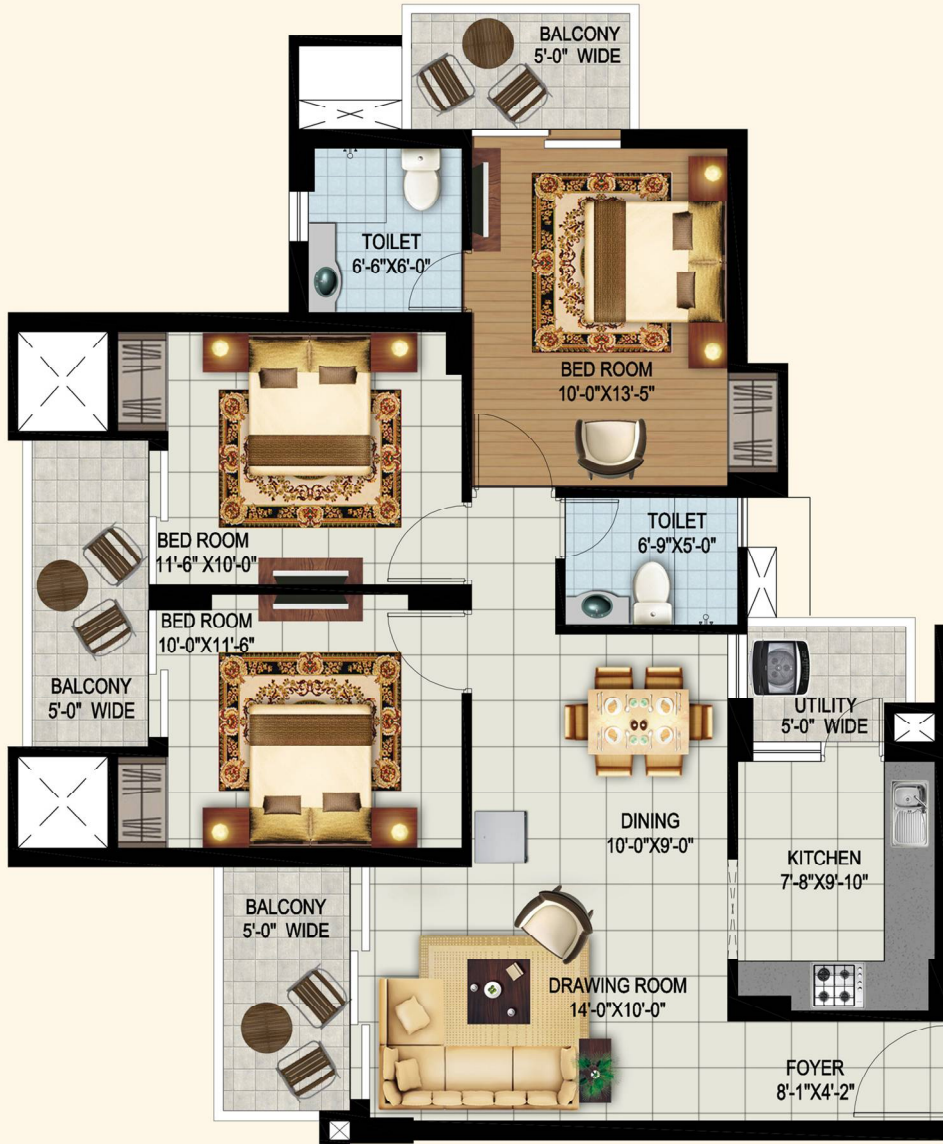 BALCONY
5'-0" WIDE
TOILET
6'-6"X6'-0"
BED ROOM
10'-0"X13'-5"
TOILET
6'-9"X5'-0"
BED ROOM
11'-6" X10'-0"
BED ROOM
10'-0"X11'-6"
BALCONY
5'-0" WIDE
UTILITY
5'-0" WIDE
DINING
10'-0"X9'-0"
KITCHEN
7'-8"X9'-10"
BALCONY
5'-0" WIDE
DRAWING ROOM
14'-0"X10'-0"
FOYER
8'-1"X4'-2"